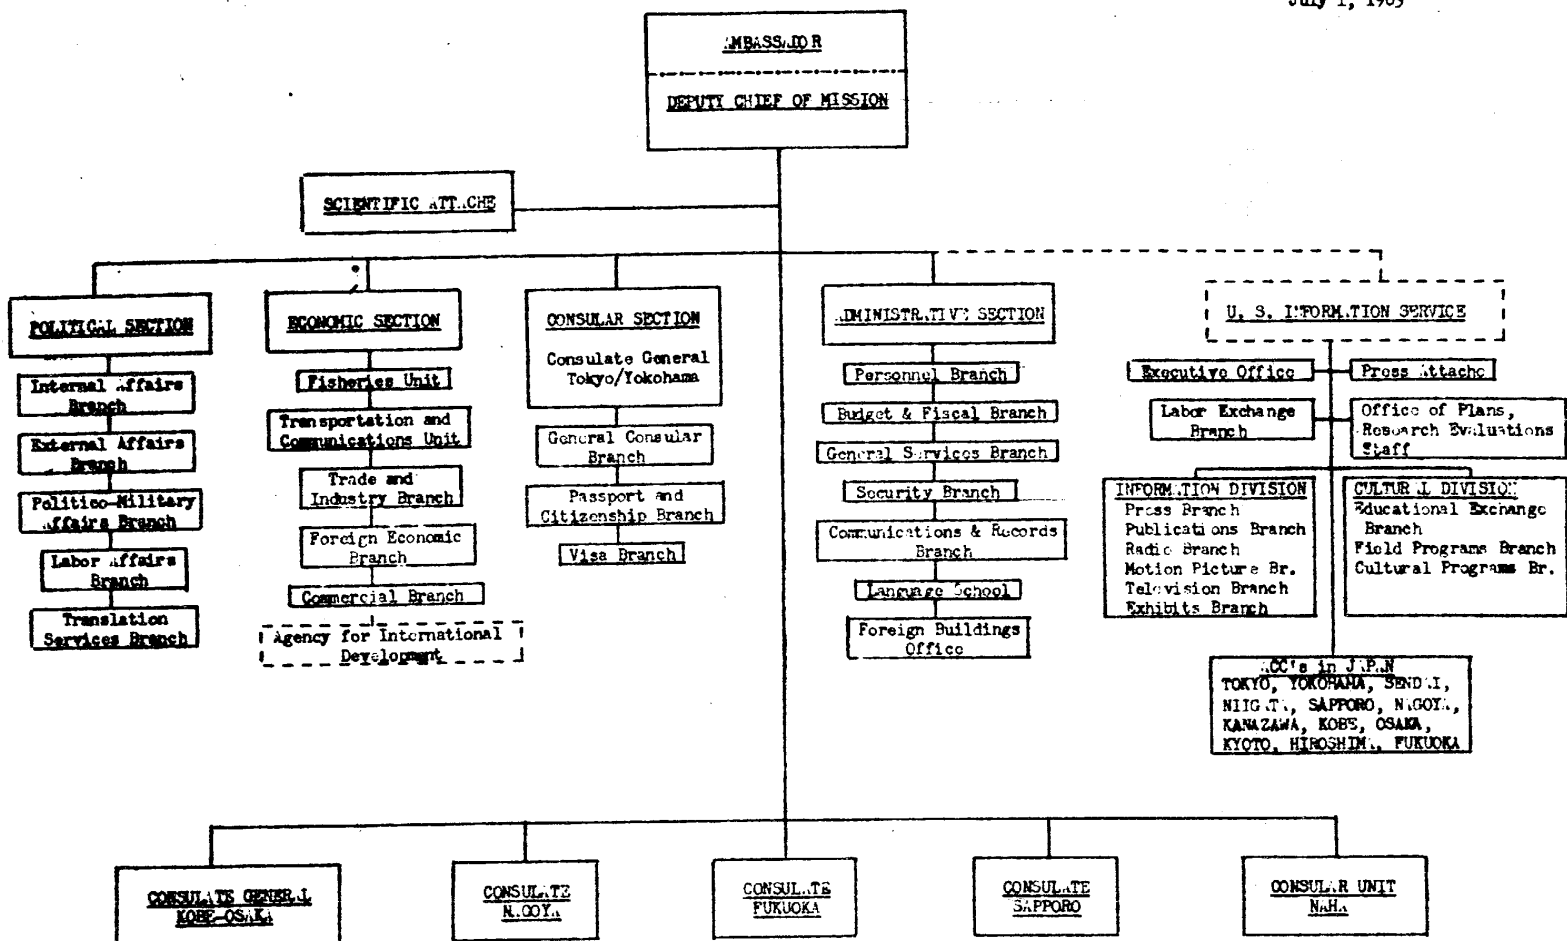 July 1, 1965
AMBASSADOR
DEPUTY CHIEF OF MISSION
SCIENTIFIC ATTACHE
POLITICAL SECTION
Internal Affairs
Branch
External Affairs
Branch
Politico-Military
Affairs Branch
Labor Affairs
Branch
Translation
Services Branch
ECONOMIC SECTION
Fisheries Unit
Transportation and
Communications Unit
Trade and
Industry Branch
Foreign Economic
Branch
Commercial Branch
Agency for International
Development
CONSULAR SECTION
Consulate General
Tokyo/Yokohama
General Consular
Branch
Passport and
Citizenship Branch
Visa Branch
ADMINISTRATIVE SECTION
Personnel Branch
Budget & Fiscal Branch
General Services Branch
Security Branch
Communications & Records
Branch
Language School
Foreign Buildings
Office
U. S. INFORMATION SERVICE
Executive Office
Press Attache
Labor Exchange
Branch
Office of Plans,
Research Evaluations
Staff
INFORMATION DIVISION
Press Branch
Publications Branch
Radio Branch
Motion Picture Br.
Television Branch
Exhibits Branch
CULTURAL DIVISION
Educational Exchange
Branch
Field Programs Branch
Cultural Programs Br.
ACC's in JAPAN
TOKYO, YOKOHAMA, SENDAI,
NIIGATA, SAPPORO, NAGOYA,
KANAZAWA, KOBE, OSAKA,
KYOTO, HIROSHIMA, FUKUOKA
CONSULATE GENERAL
KOBE-OSAKA
CONSULATE
NAGOYA
CONSULATE
FUKUOKA
CONSULATE
SAPPORO
CONSULAR UNIT
NAHA